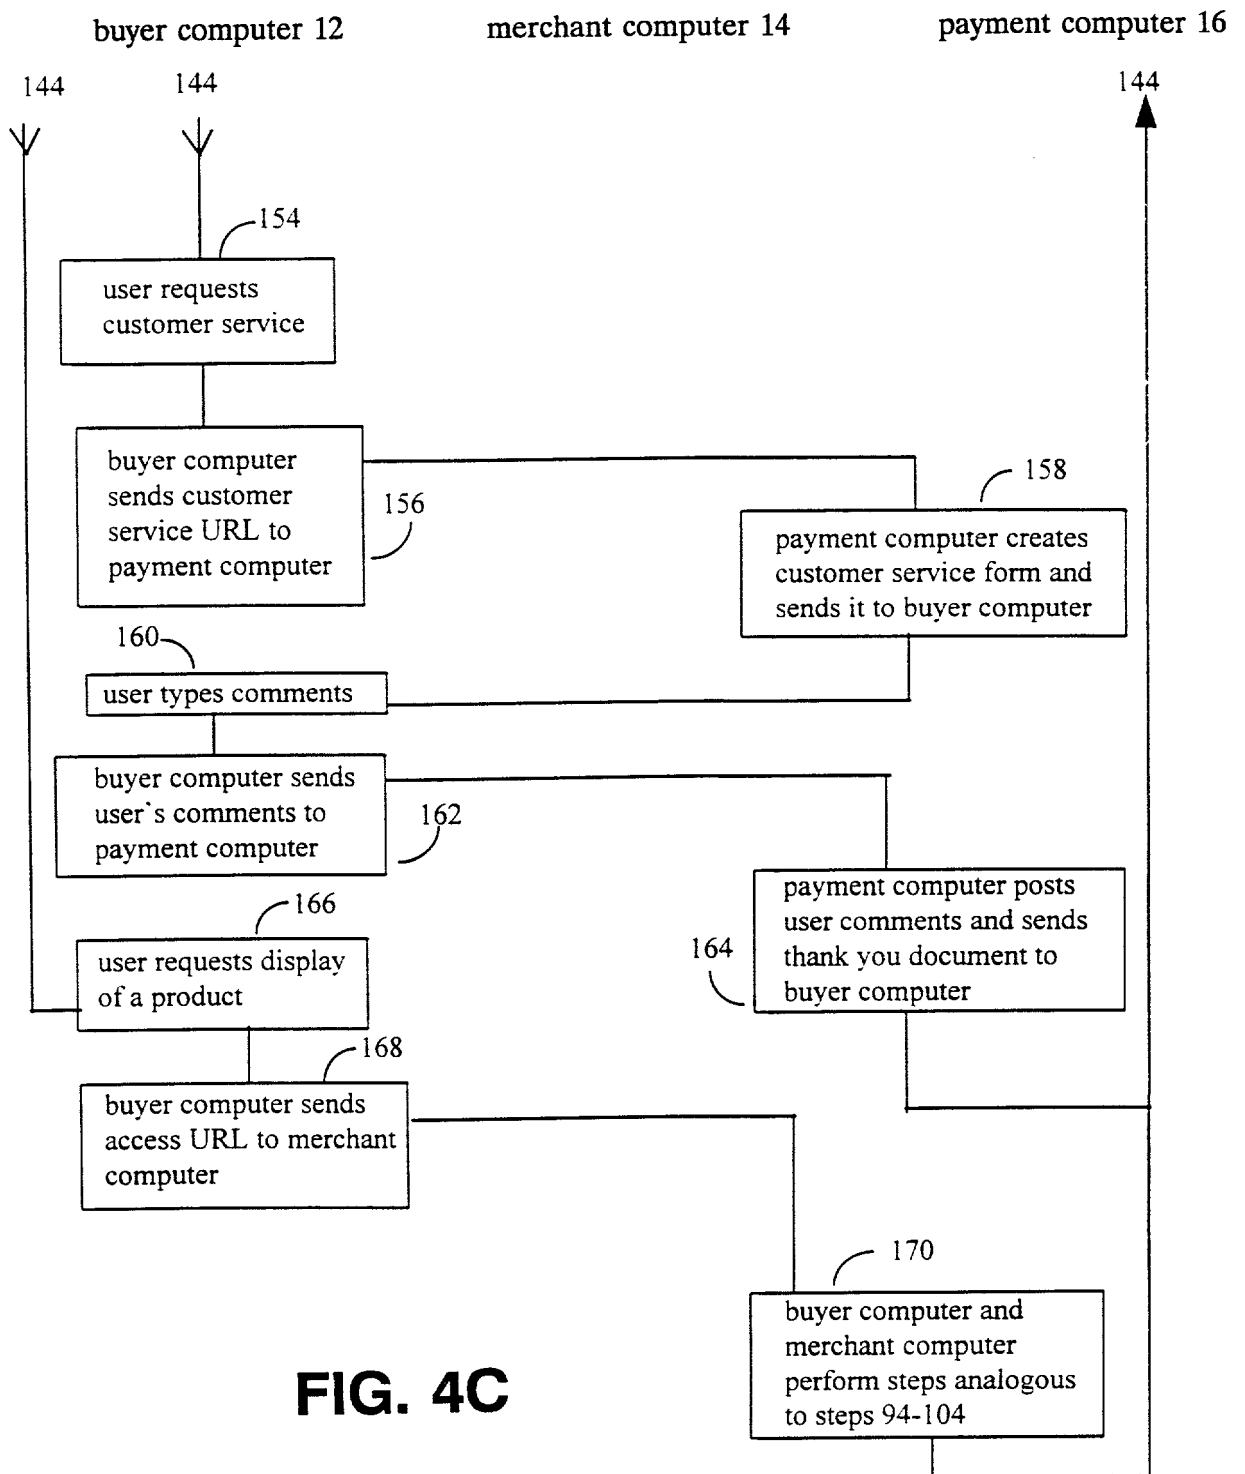 buyer computer 12
merchant computer 14
payment computer 16
144
144
144
154
user requests
customer service
buyer computer
sends customer
service URL to
payment computer
156
158
payment computer creates
customer service form and
sends it to buyer computer
160
user types comments
buyer computer sends
user`s comments to
payment computer
162
payment computer posts
user comments and sends
thank you document to
buyer computer
164
166
user requests display
of a product
168
buyer computer sends
access URL to merchant
computer
170
buyer computer and
merchant computer
perform steps analogous
to steps 94-104
FIG. 4C